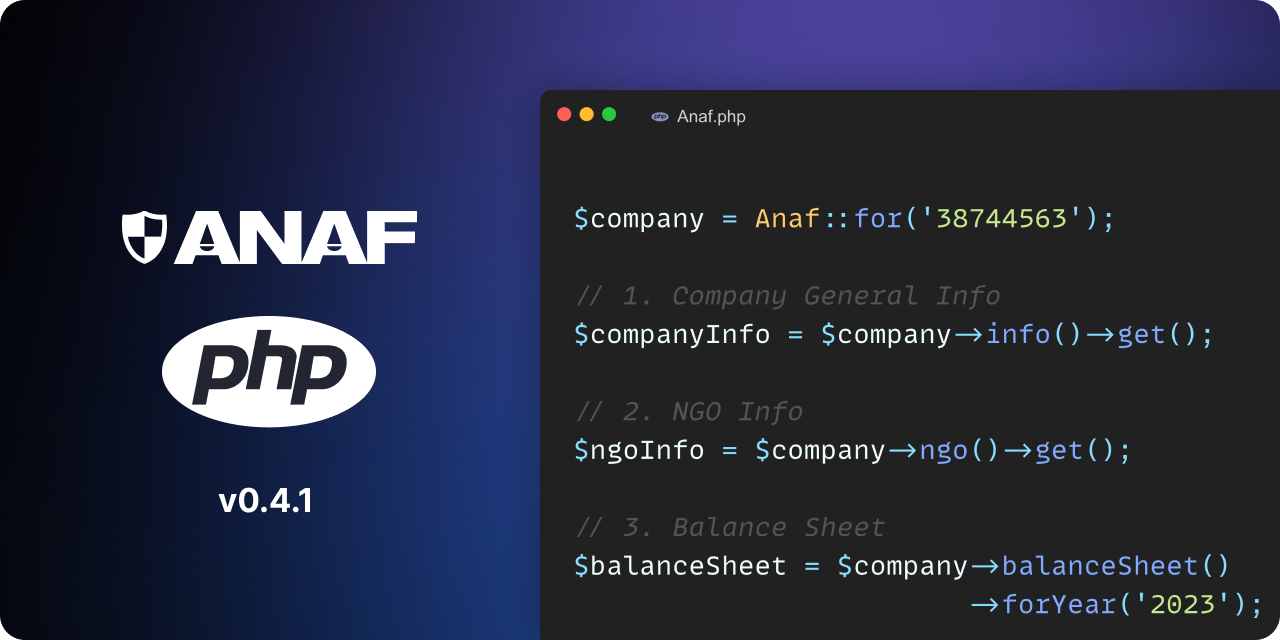 ANAF
php
v0.4.1
php Anaf.php
$company = Anaf::for('38744563');
// 1. Company General Info
$companyInfo = $company->info()->get();
// 2. NGO Info
$ngoInfo = $company->ngo()->get();
// 3. Balance Sheet
$balanceSheet = $company->balanceSheet()
->forYear('2023');